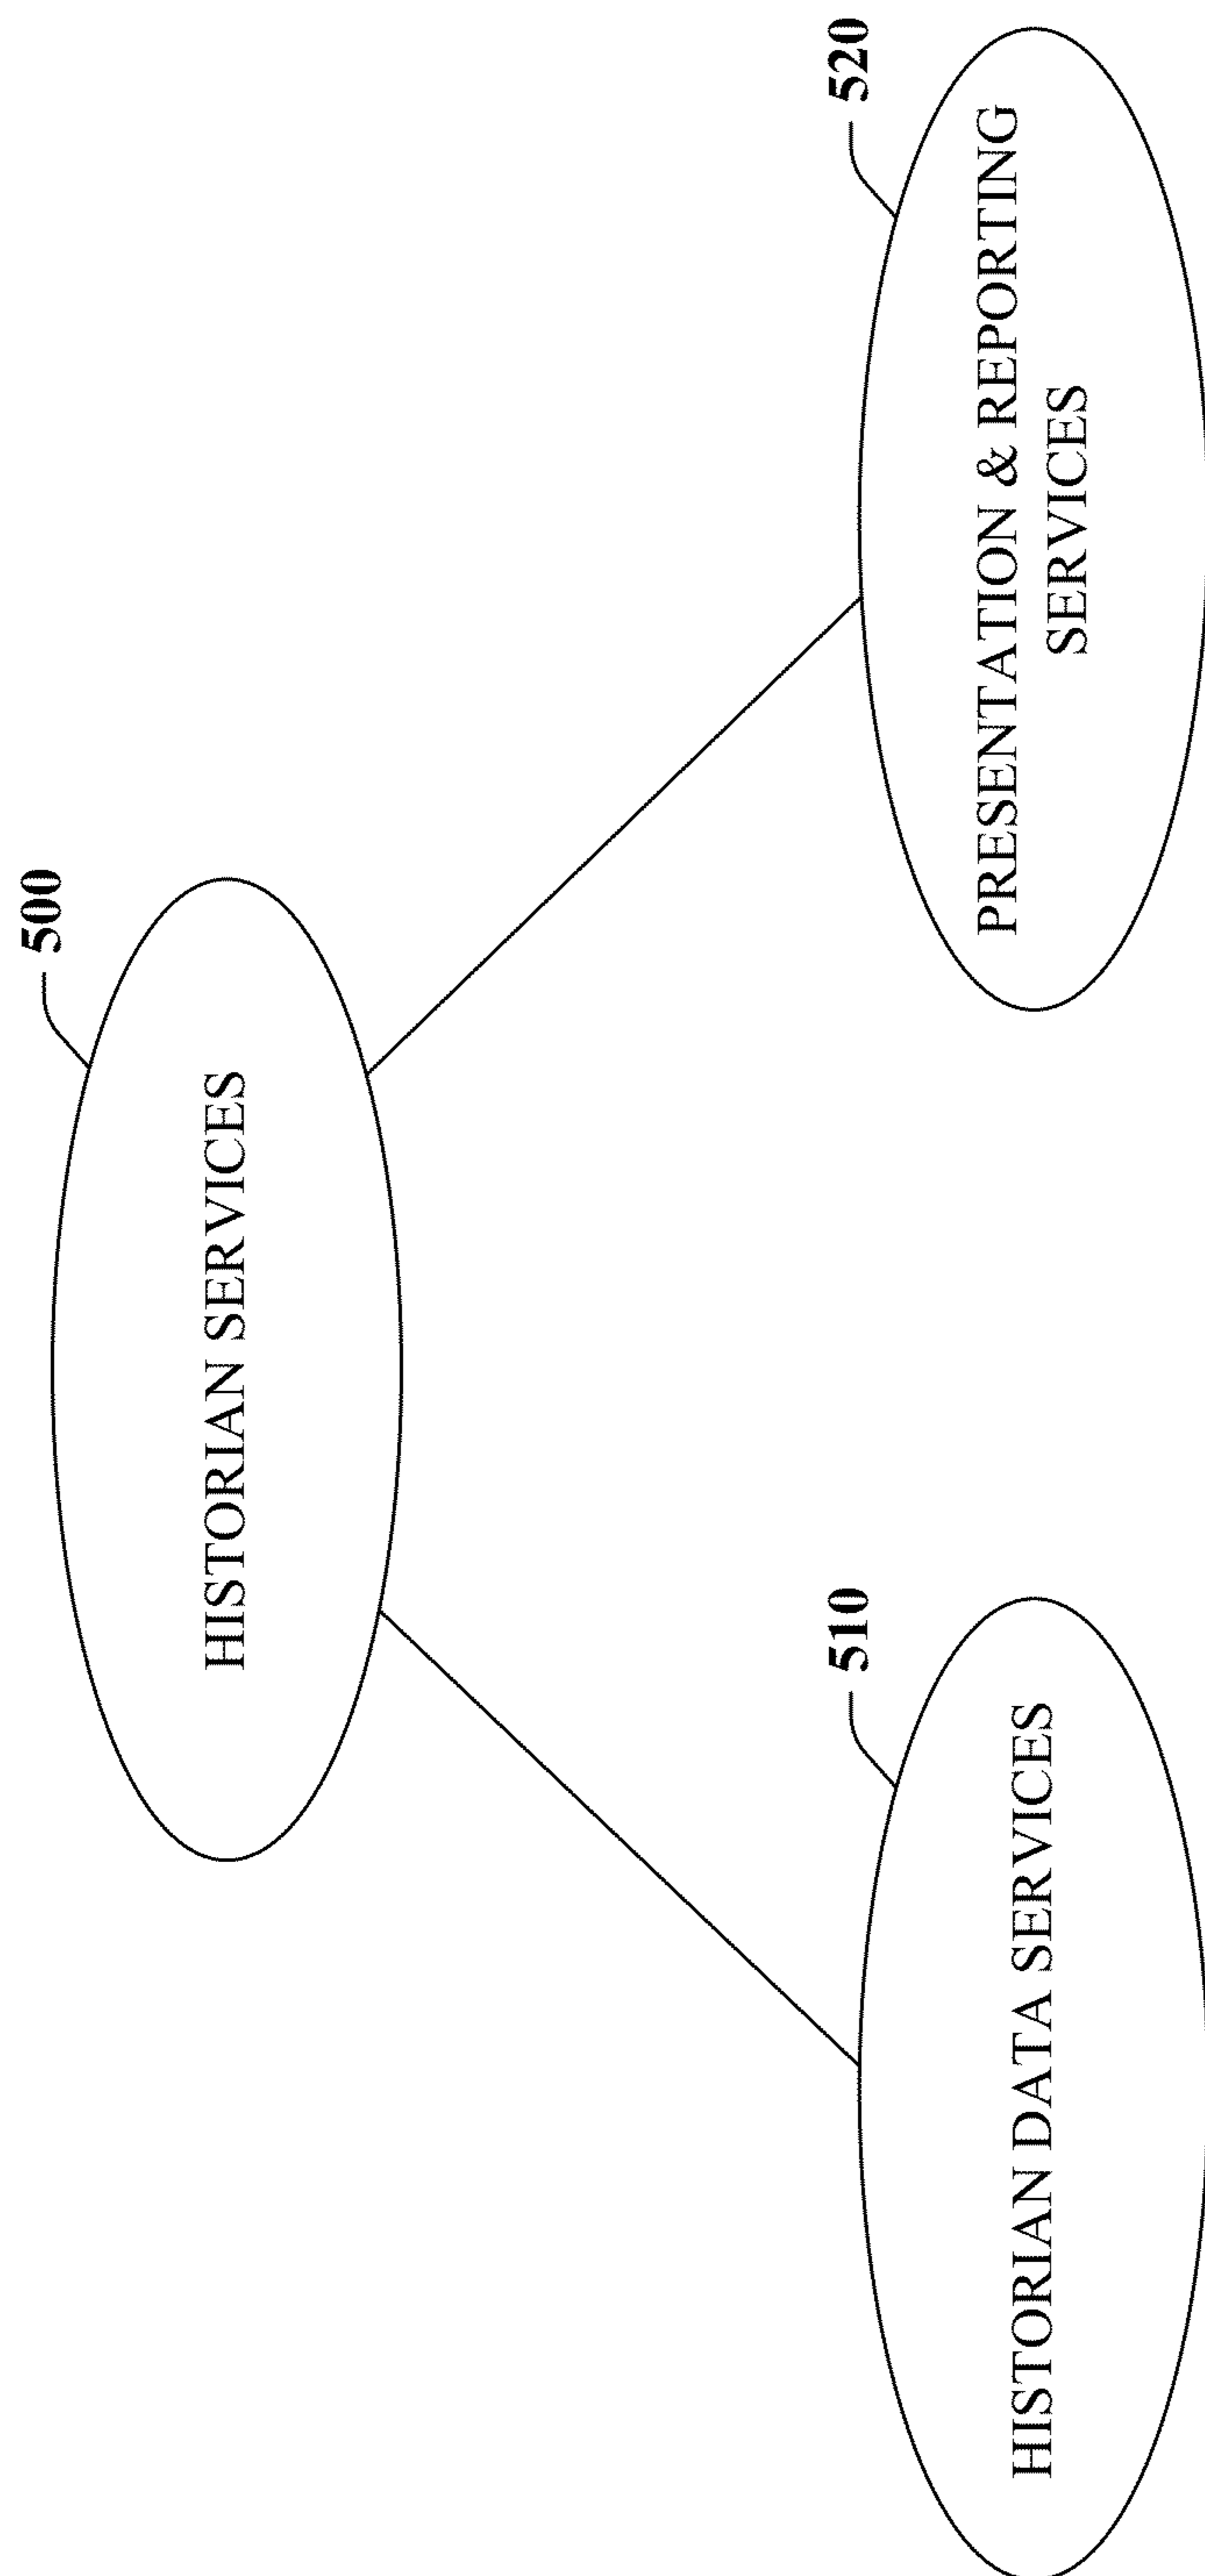 500
HISTORIAN SERVICES
510
HISTORIAN DATA SERVICES
520
PRESENTATION & REPORTING
SERVICES